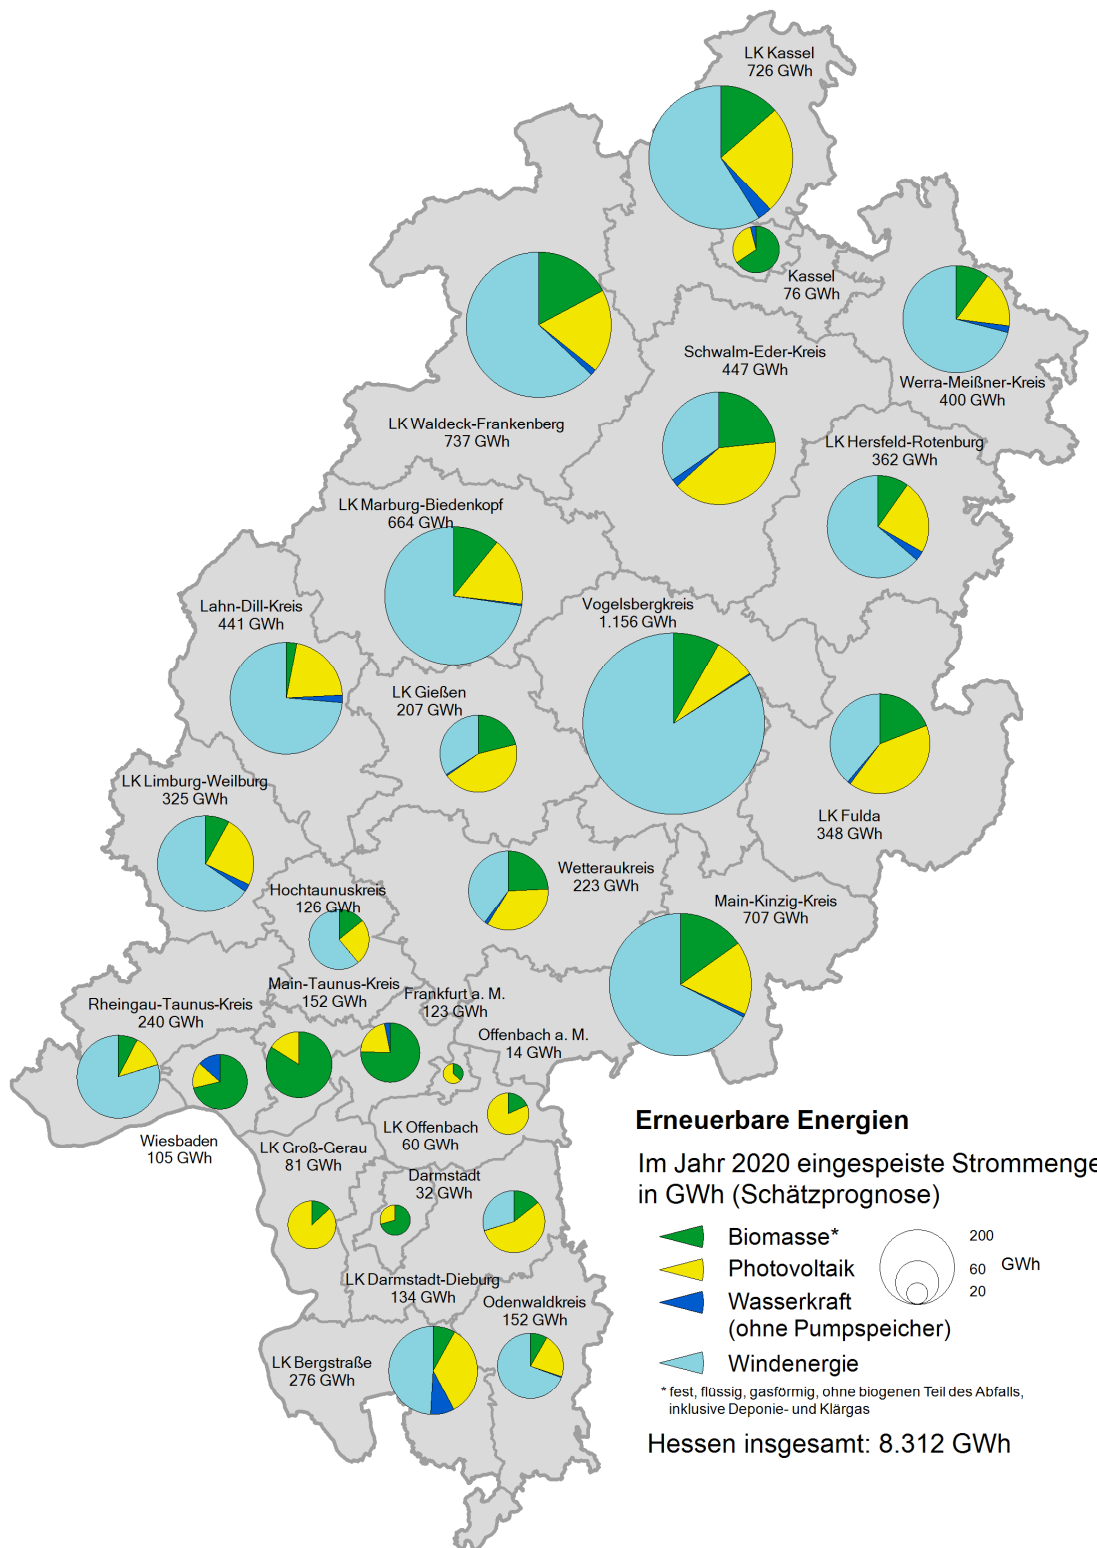 LK Kassel
726 GWh
Kassel
76 GWh
Werra-Meißner-Kreis
400 GWh
Schwalm-Eder-Kreis
447 GWh
LK Waldeck-Frankenberg
737 GWh
LK Hersfeld-Rotenburg
362 GWh
LK Marburg-Biedenkopf
664 GWh
Lahn-Dill-Kreis
441 GWh
Vogelsbergkreis
1.156 GWh
LK Gießen
207 GWh
LK Limburg-Weilburg
325 GWh
LK Fulda
348 GWh
Wetteraukreis
223 GWh
Hochtaunuskreis
126 GWh
Main-Kinzig-Kreis
707 GWh
Main-Taunus-Kreis
152 GWh
Frankfurt a. M.
123 GWh
Rheingau-Taunus-Kreis
240 GWh
Offenbach a. M.
14 GWh
Wiesbaden
105 GWh
LK Offenbach
60 GWh
LK Groß-Gerau
81 GWh
Darmstadt
32 GWh
LK Darmstadt-Dieburg
134 GWh
Odenwaldkreis
152 GWh
LK Bergstraße
276 GWh
Erneuerbare Energien
Im Jahr 2020 eingespeiste Strommenge
in GWh (Schätzprognose)
Biomasse*
Photovoltaik
Wasserkraft
(ohne Pumpspeicher)
Windenergie
200
60
20
GWh
* fest, flüssig, gasförmig, ohne biogenen Teil des Abfalls,
inklusive Deponie- und Klärgas
Hessen insgesamt: 8.312 GWh